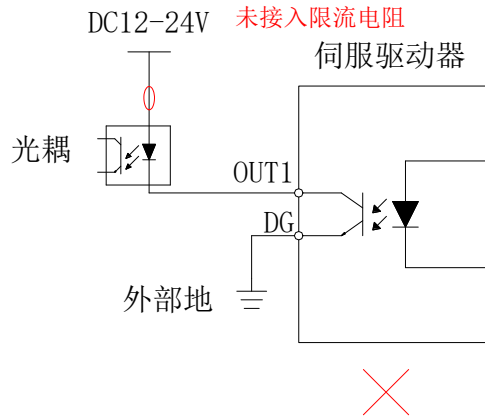 DC12-24V 未接入限流电阻
伺服驱动器
光耦
OUT1
DG
外部地